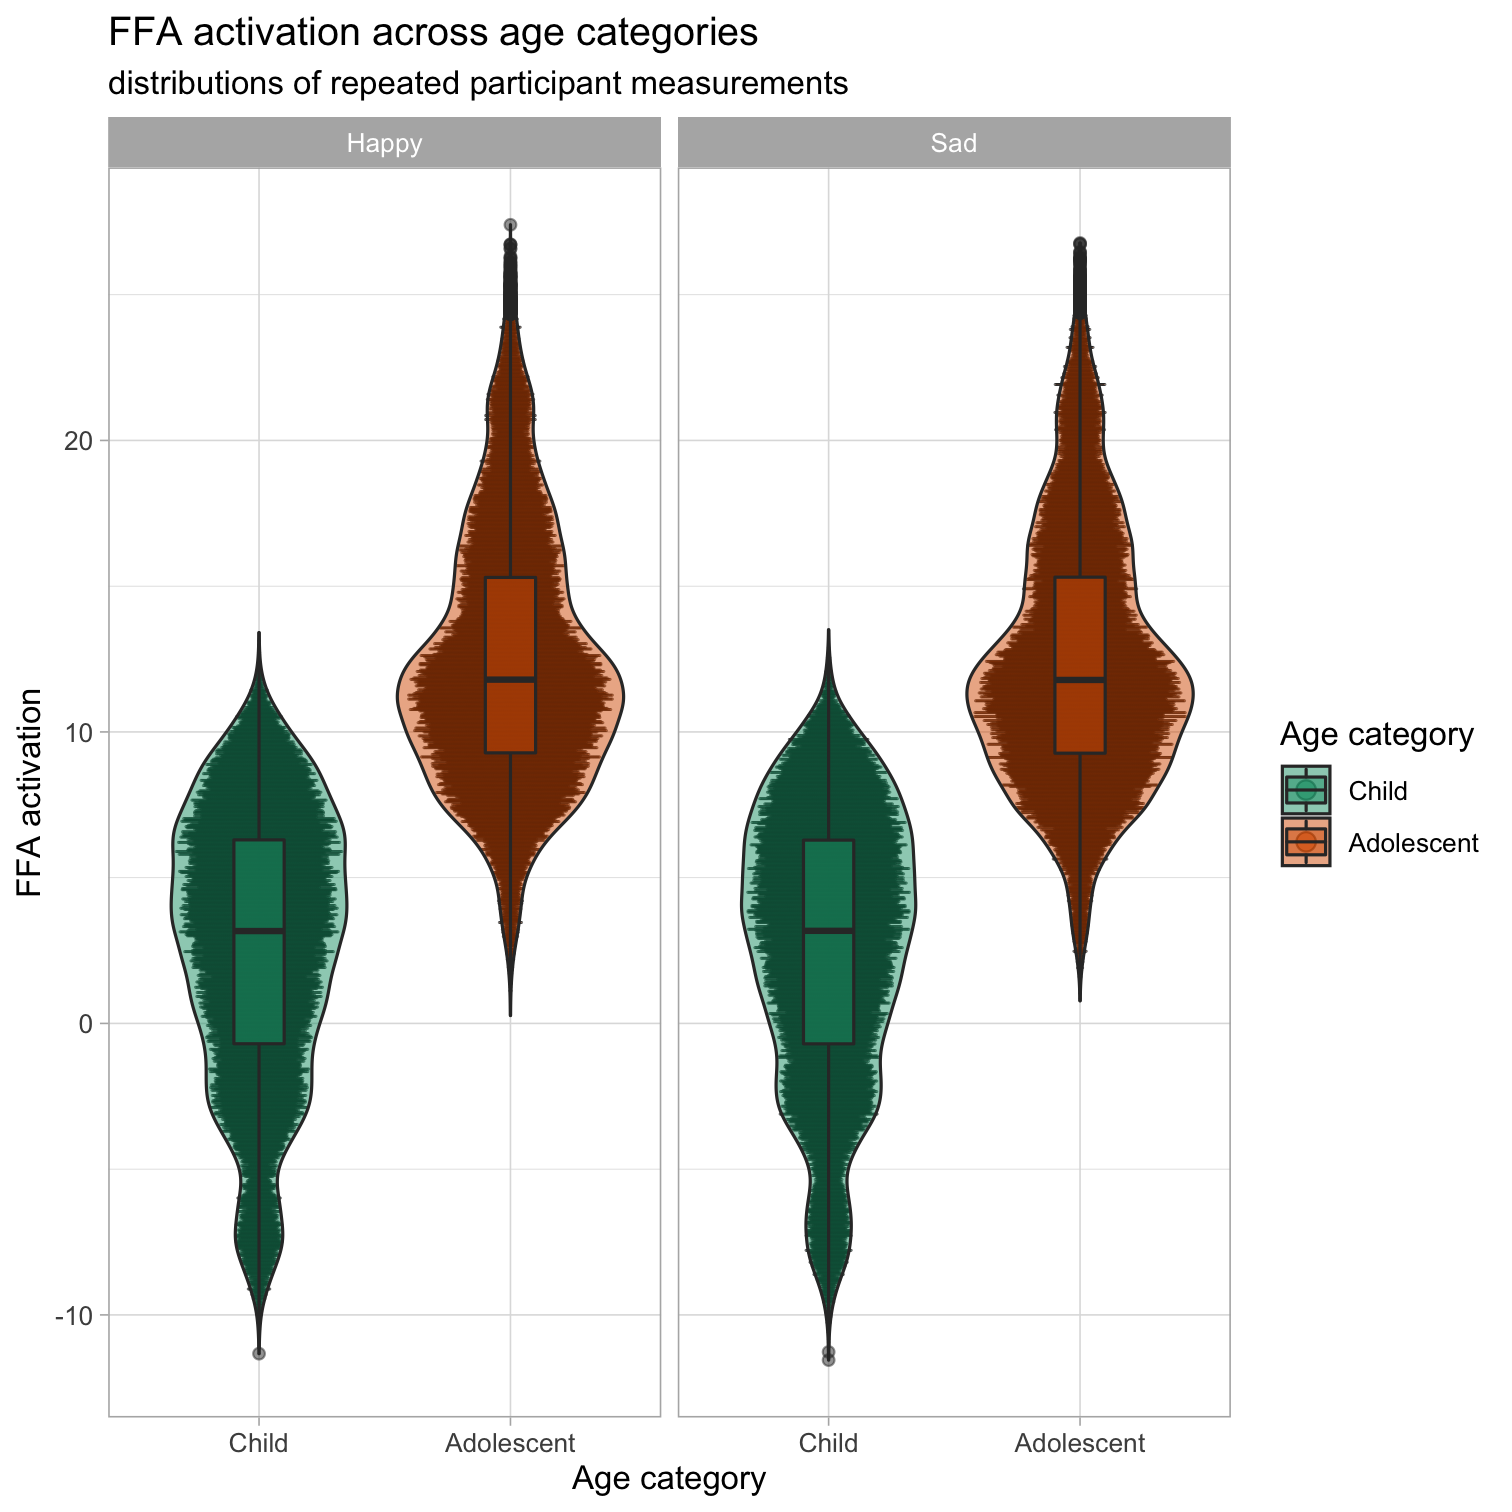 FFA activation across age categories
distributions of repeated participant measurements
Happy
Sad
20
10
0
-10
FFA activation
Child
Adolescent
Child
Adolescent
Age category
Age category
Child
Adolescent